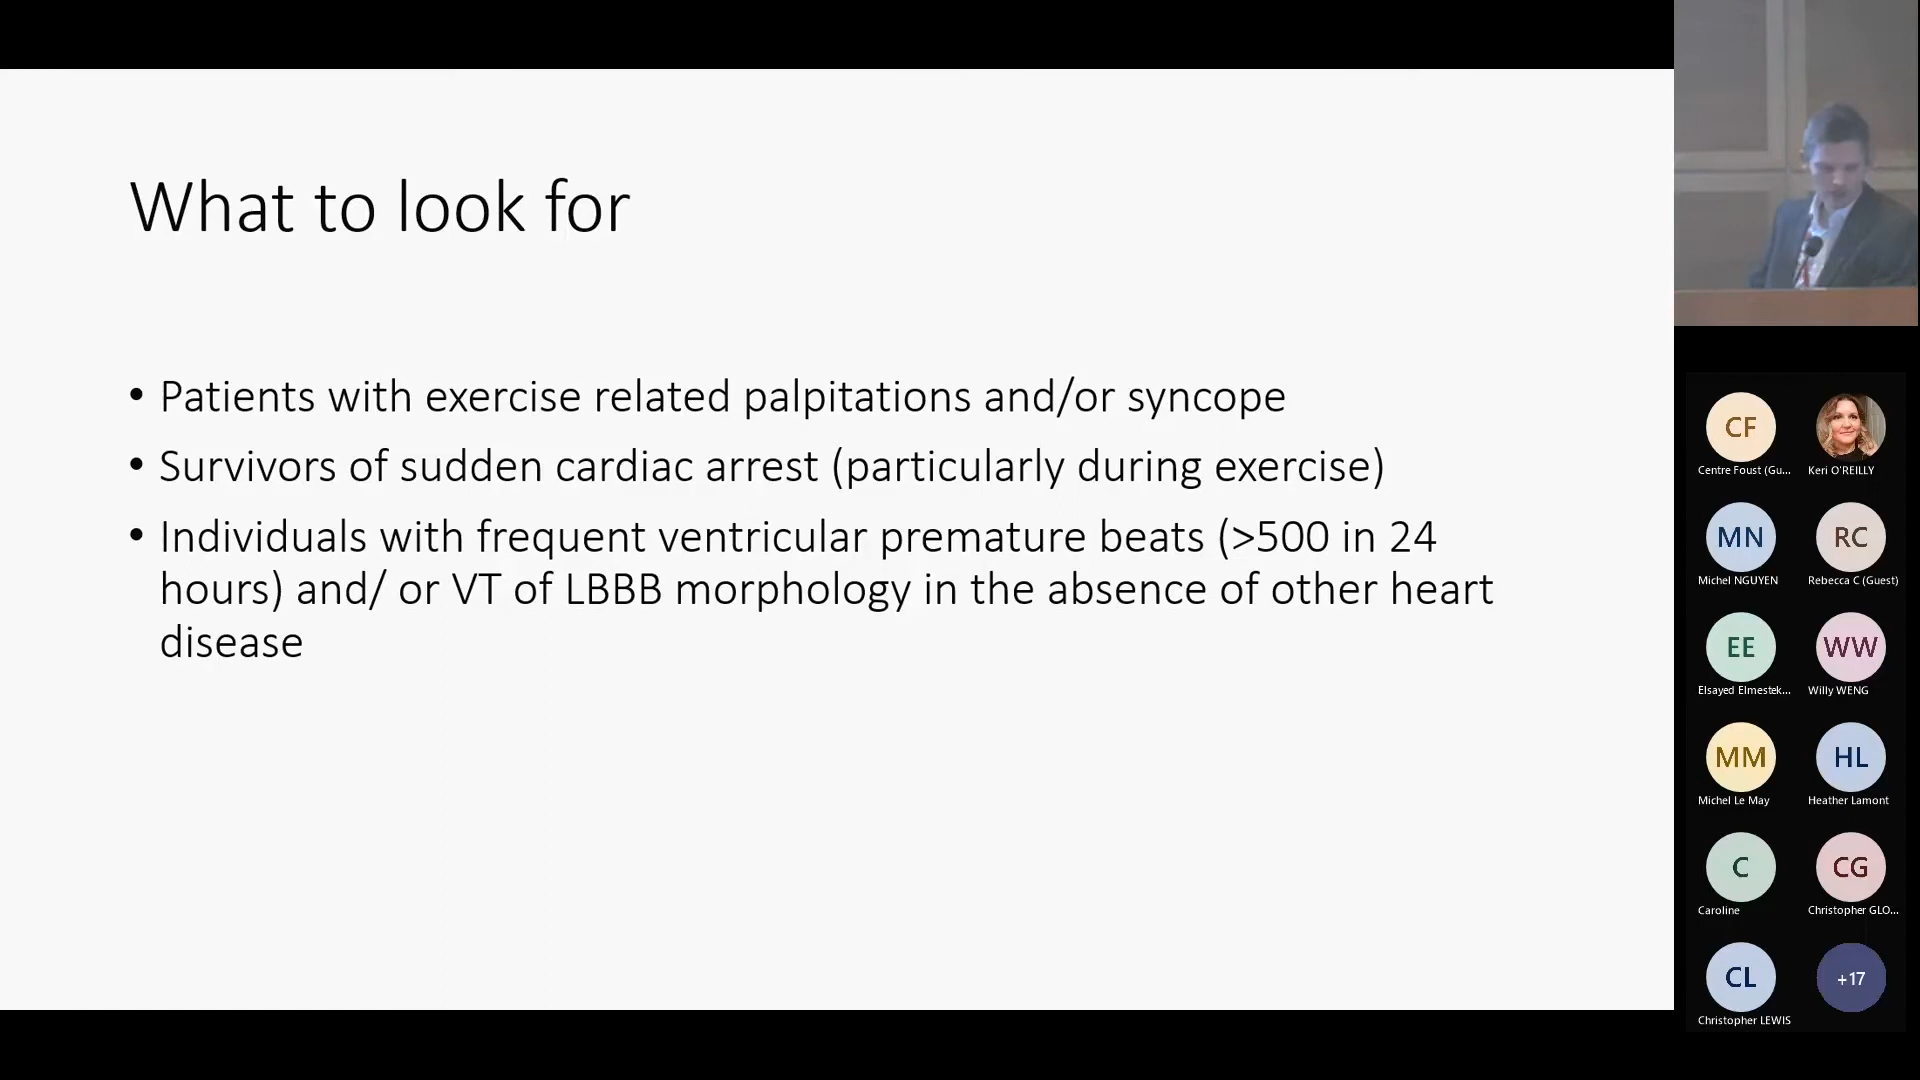 What to look for
• Patients with exercise related palpitations and/or syncope
• Survivors of sudden cardiac arrest (particularly during exercise)
• Individuals with frequent ventricular premature beats (>500 in 24
hours) and/ or VT of LBBB morphology in the absence of other heart
disease
CF
Centre Foust (Gu...
Keri O'REILLY
MN
Michel NGUYEN
RC
Rebecca C (Guest)
EE
Elsayed Elmestek...
WW
Willy WENG
MM
Michel Le May
HL
Heather Lamont
C
Caroline
CG
Christopher GLO...
CL
Christopher LEWIS
+17